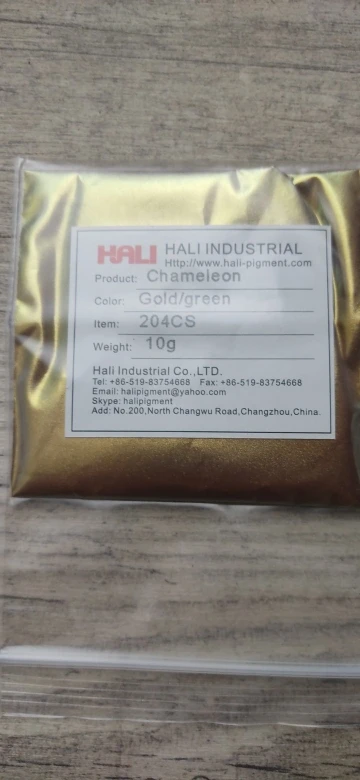 HALI HALI INDUSTRIAL
Http://www.hali-pigment.com
Product: Chameleon
Color: Gold/green
Item: 204CS
Weight: 10g
Hali Industrial Co.,LTD.
Tel: +86-519-83754668 Fax: +86-519-83754668
Email: halipigment@yahoo.com
Skype: halipigment
Add: No.200,North Changwu Road,Changzhou,China.